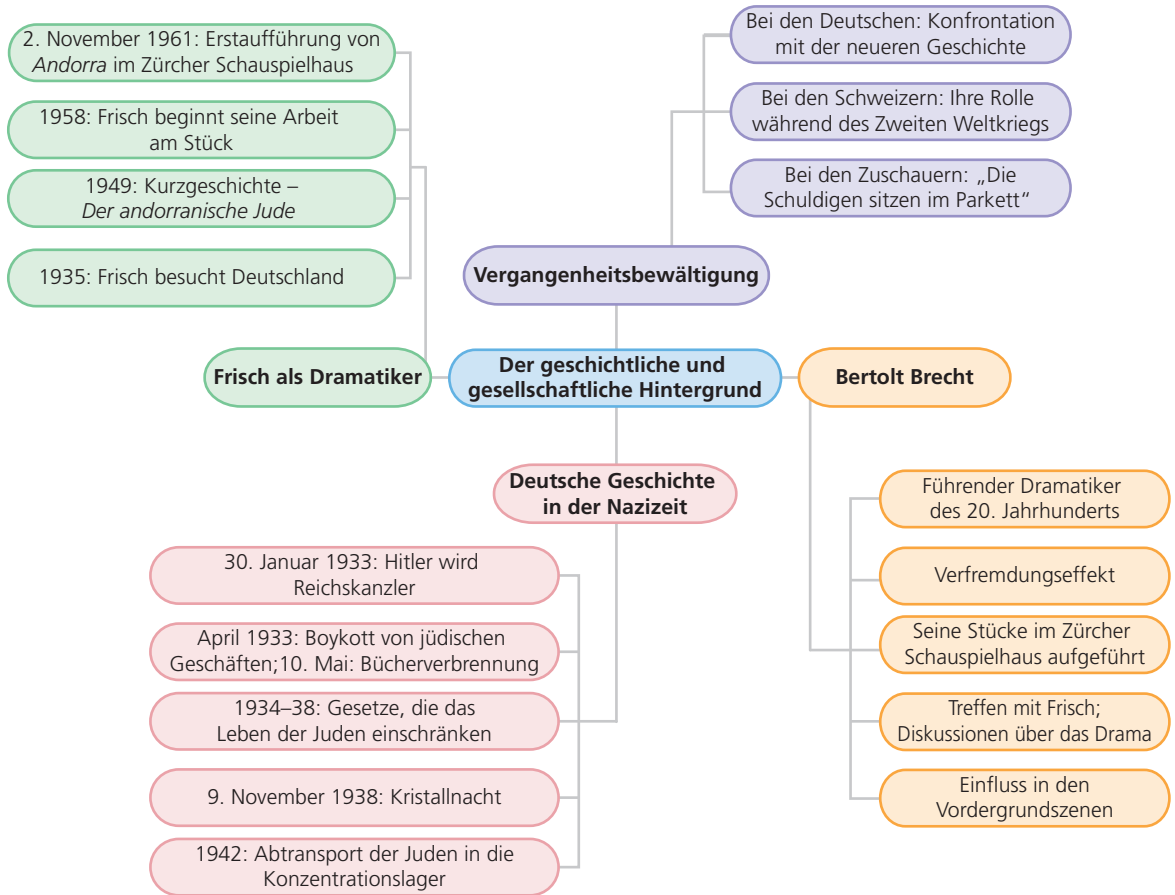 2. November 1961: Erstaufführung von
Andorra im Zürcher Schauspielhaus
1958: Frisch beginnt seine Arbeit
am Stück
1949: Kurzgeschichte –
Der andorranische Jude
1935: Frisch besucht Deutschland
Frisch als Dramatiker
Bei den Deutschen: Konfrontation
mit der neueren Geschichte
Bei den Schweizern: Ihre Rolle
während des Zweiten Weltkriegs
Bei den Zuschauern: „Die
Schuldigen sitzen im Parkett“
Vergangenheitsbewältigung
Der geschichtliche und
gesellschaftliche Hintergrund
Bertolt Brecht
Führender Dramatiker
des 20. Jahrhunderts
Verfremdungseffekt
Seine Stücke im Zürcher
Schauspielhaus aufgeführt
Treffen mit Frisch;
Diskussionen über das Drama
Einfluss in den
Vordergrundszenen
Deutsche Geschichte
in der Nazizeit
30. Januar 1933: Hitler wird
Reichskanzler
April 1933: Boykott von jüdischen
Geschäften;10. Mai: Bücherverbrennung
1934–38: Gesetze, die das
Leben der Juden einschränken
9. November 1938: Kristallnacht
1942: Abtransport der Juden in die
Konzentrationslager